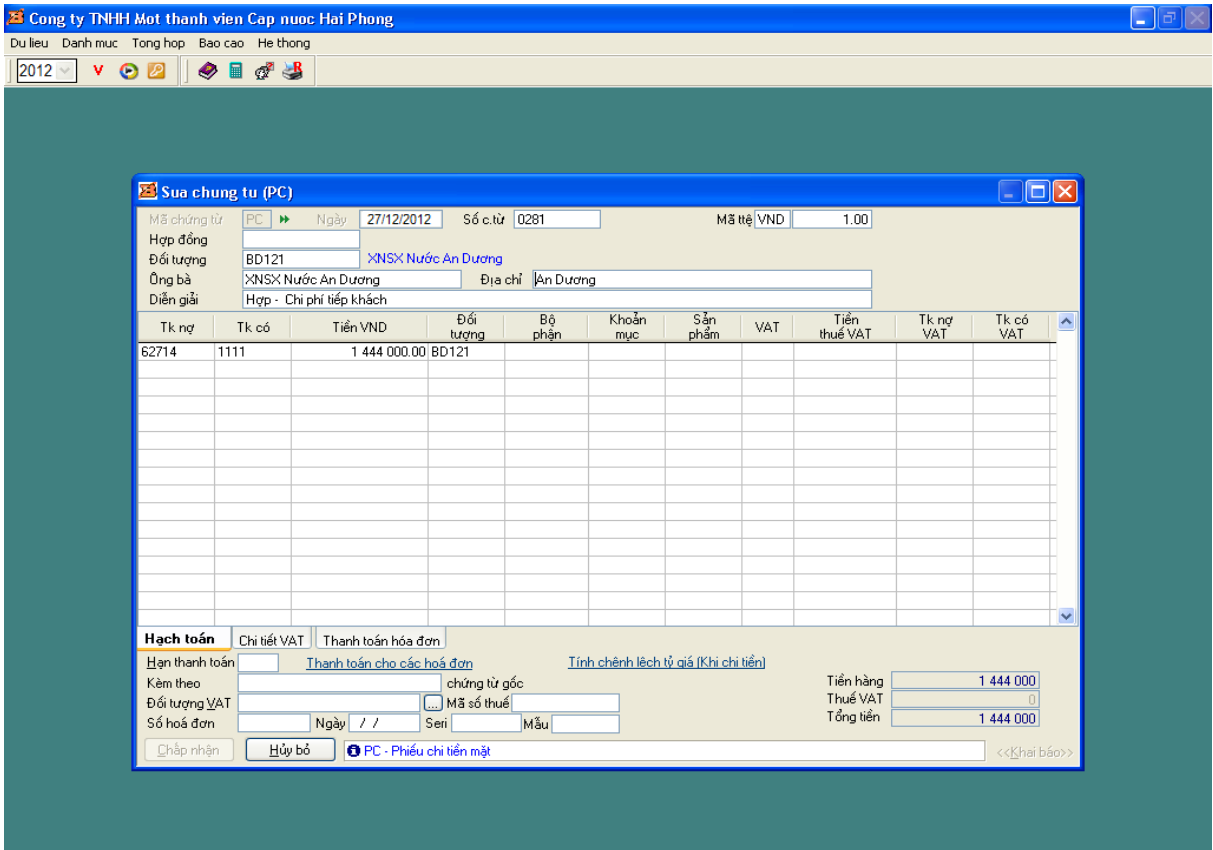 Cong ty TNHH Mot thanh vien Cap nuoc Hai Phong
Du lieu Danh muc Tong hop Bao cao He thong
2012
Sua chung tu (PC)
Mã chứng từ PC Ngày 27/12/2012 Số c.từ 0281 Mã ttệ VND 1.00
Hợp đồng
Đối tượng BD121 XNSX Nước An Dương
Ông bà XNSX Nước An Dương Địa chỉ An Dương
Diễn giải Hợp - Chi phí tiếp khách
Tk nợ Tk có Tiền VND Đối tượng Bộ phận Khoản mục Sản phẩm VAT Tiền thuế VAT Tk nợ VAT Tk có VAT
62714 1111 1 444 000.00 BD121
Hạch toán Chi tiết VAT Thanh toán hóa đơn
Hạn thanh toán Thanh toán cho các hoá đơn Tính chênh lệch tỷ giá (Khi chi tiền)
Kèm theo chứng từ gốc Tiền hàng 1 444 000
Đối tượng VAT ... Mã số thuế Thuế VAT 0
Số hoá đơn Ngày / / Seri Mẫu Tổng tiền 1 444 000
Chấp nhận Hủy bỏ PC - Phiếu chi tiền mặt <<Khai báo>>